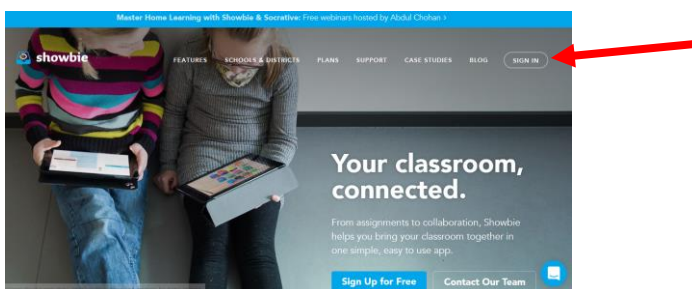 Master Home Learning with Showbie & Socrative: Free webinars hosted by Abdul Chohan >
showbie
FEATURES SCHOOLS & DISTRICTS PLANS SUPPORT CASE STUDIES BLOG SIGN IN
Your classroom,
connected.
From assignments to collaboration, Showbie
helps you bring your classroom together in
one simple, easy to use app.
Sign Up for Free Contact Our Team